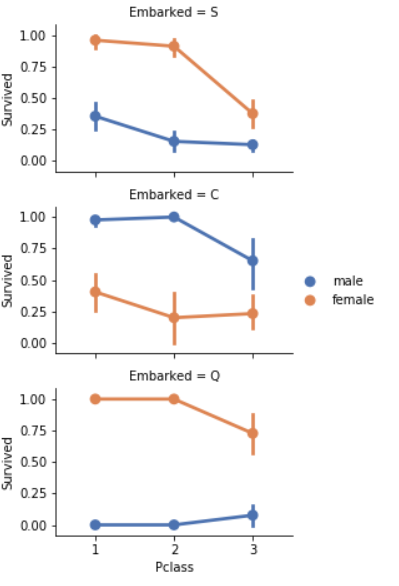 Embarked = S
1.00
0.75
0.50
0.25
0.00
Survived
Embarked = C
1.00
0.75
0.50
0.25
0.00
Survived
male
female
Embarked = Q
1.00
0.75
0.50
0.25
0.00
Survived
1 2 3
Pclass